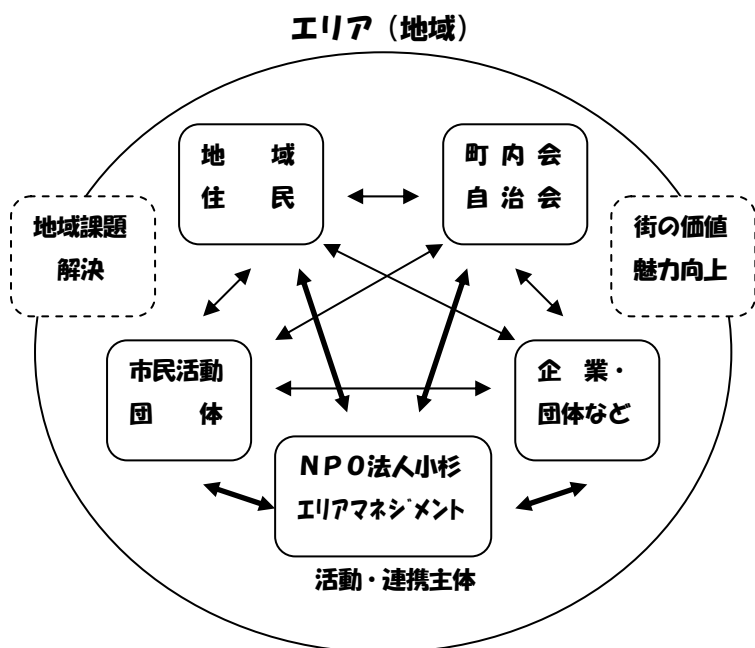 エリア（地域）
地　域
住　民
町内会
自治会
地域課題
解決
街の価値
魅力向上
市民活動
団　体
企　業・
団体など
ＮＰＯ法人小杉
エリアマネジメント
活動・連携主体